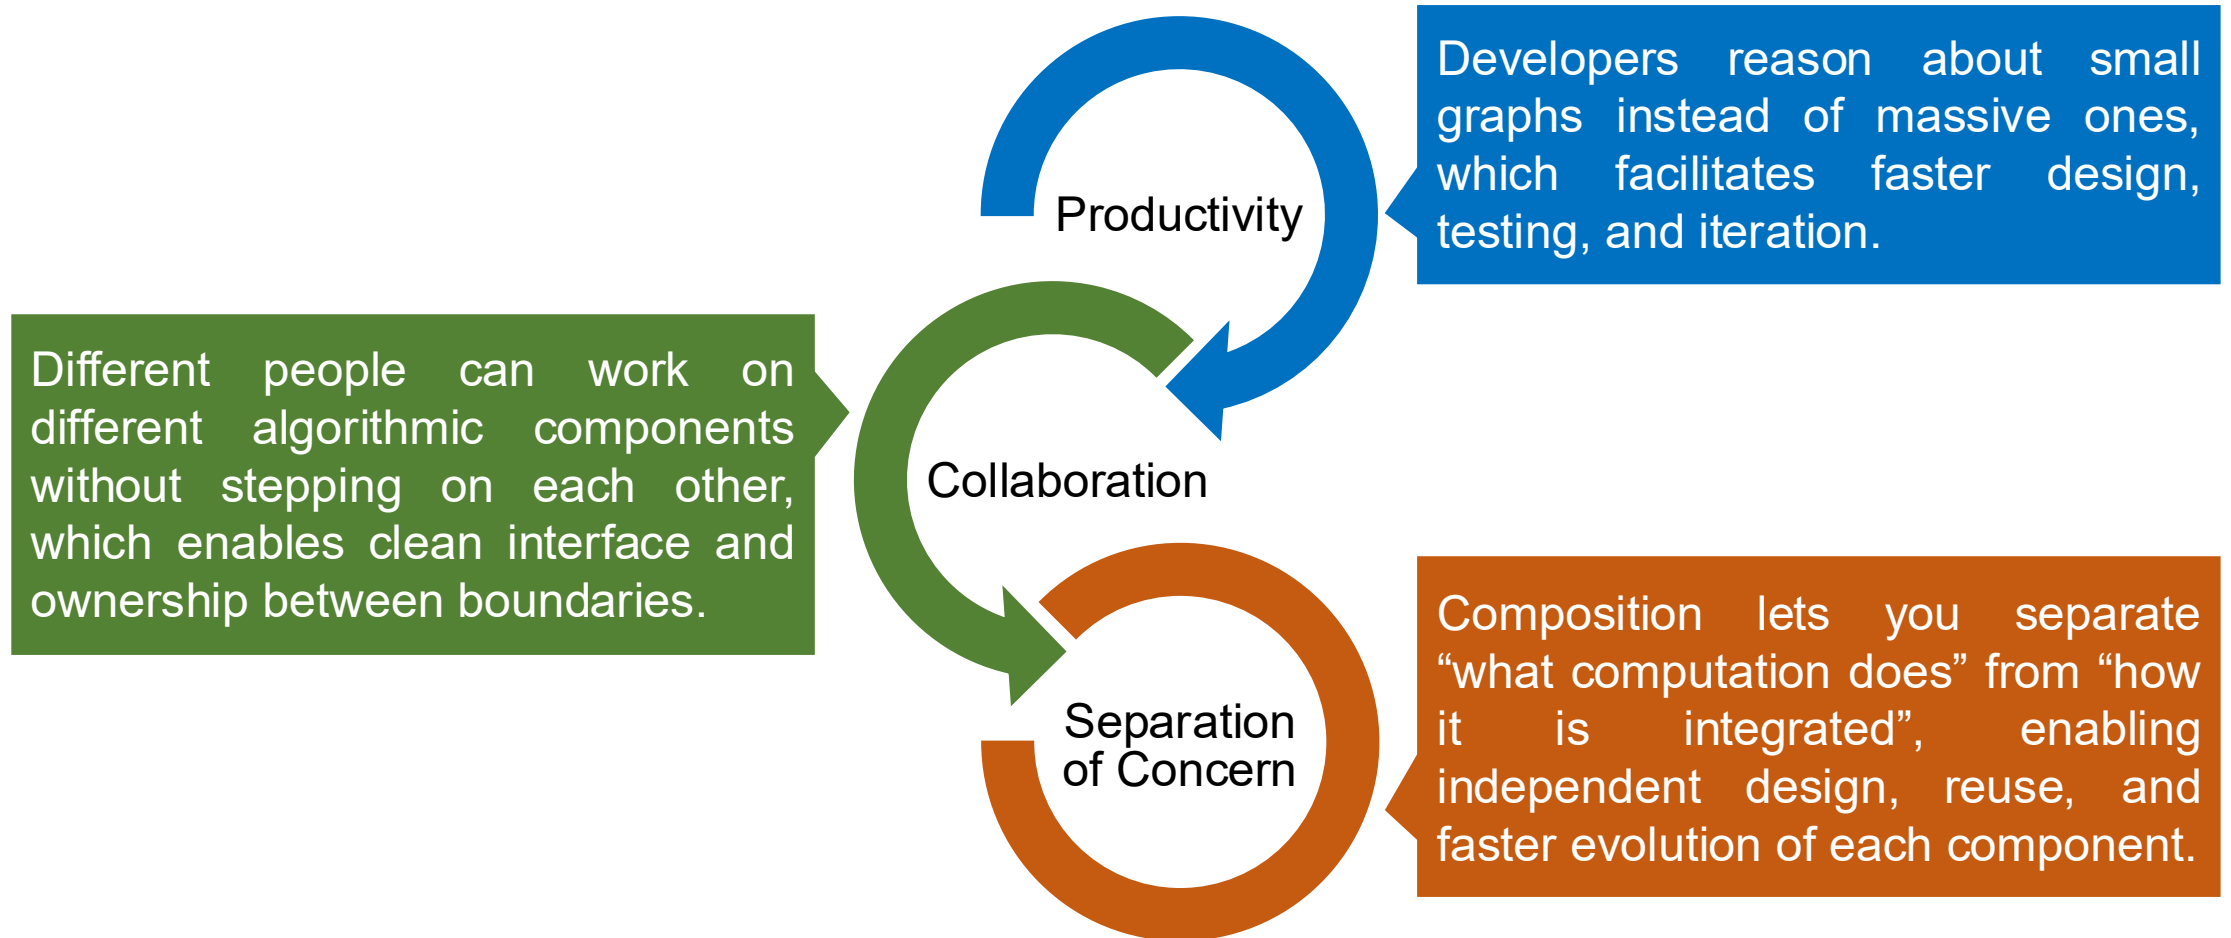 Productivity
Developers reason about small
graphs instead of massive ones,
which facilitates faster design,
testing, and iteration.
Different people can work on
different algorithmic components
without stepping on each other,
which enables clean interface and
ownership between boundaries.
Collaboration
Separation
of Concern
Composition lets you separate
“what computation does” from “how
it is integrated”, enabling
independent design, reuse, and
faster evolution of each component.